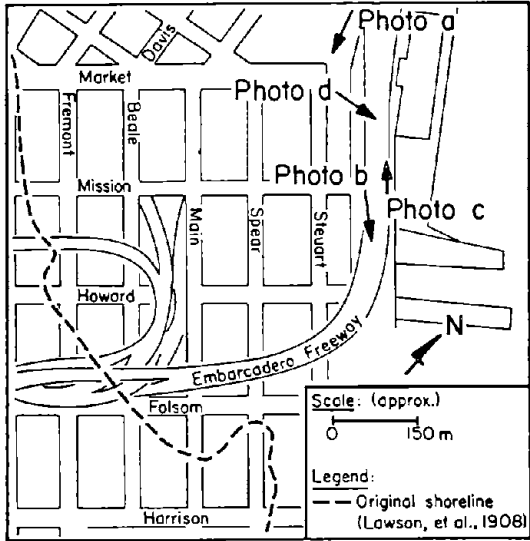 Photo a
Davis
Market
Photo d
Fremont
Beale
Mission
Photo b
Main
Spear
Steuart
Photo c
Howard
N
Embarcadero Freeway
Folsom
Scale: (approx.)
0 150 m
Legend:
Original shoreline
(Lawson, et al., 1908)
Harrison